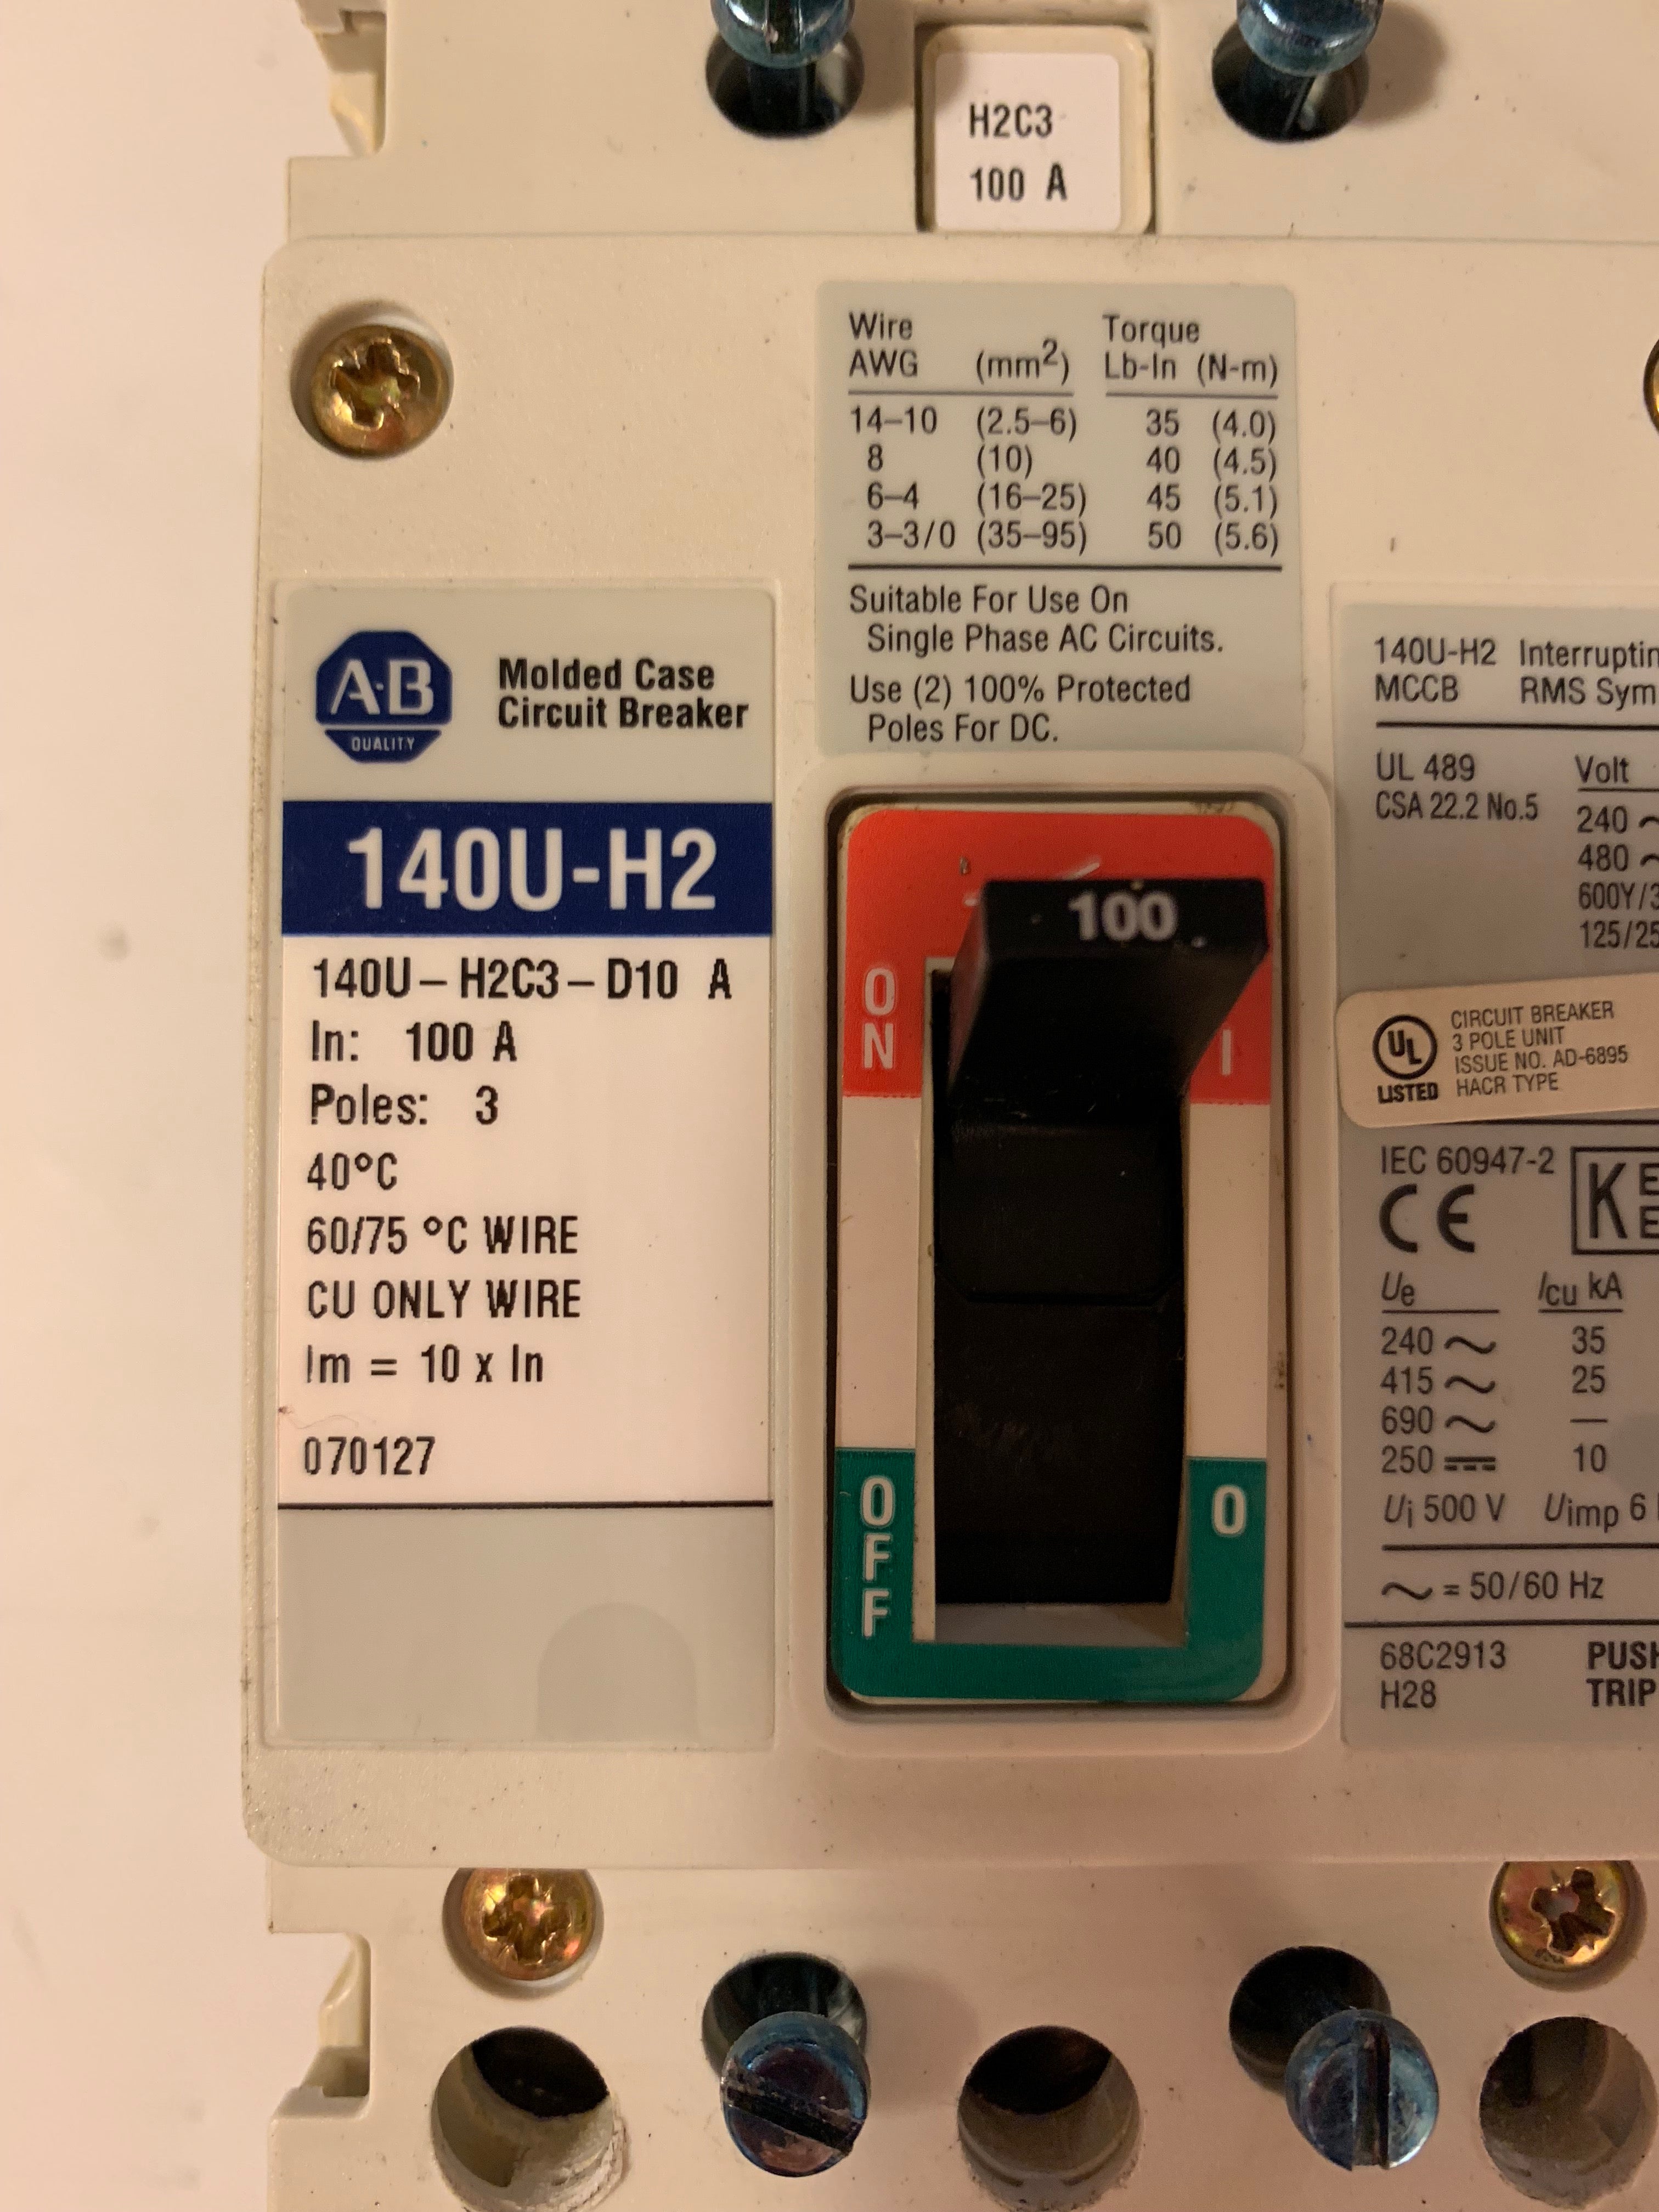 H2C3
100 A
Wire Torque
AWG (mm2) Lb-In (N-m)
14–10 (2.5–6) 35 (4.0)
8 (10) 40 (4.5)
6–4 (16–25) 45 (5.1)
3–3/0 (35–95) 50 (5.6)
Suitable For Use On
Single Phase AC Circuits.
Use (2) 100% Protected
Poles For DC.
A·B
QUALITY
Molded Case
Circuit Breaker
140U-H2
140U–H2C3–D10 A
In: 100 A
Poles: 3
40°C
60/75 °C WIRE
CU ONLY WIRE
Im = 10 x In
070127
100
ON
I
OFF
O
140U-H2
MCCB RMS
UL 489 Volt
CSA 22.2 No.5 240 ~
480 ~
UL
LISTED
CIRCUIT BREAKER
3 POLE UNIT
ISSUE NO. AD-6895
HACR TYPE
IEC 60947-2
CE
Ue Icu kA
240 ~ 35
415 ~ 25
690 ~ —
250 ⎓ 10
Ui 500 V Uimp 6
~ = 50/60 Hz
68C2913
H28 TRIP